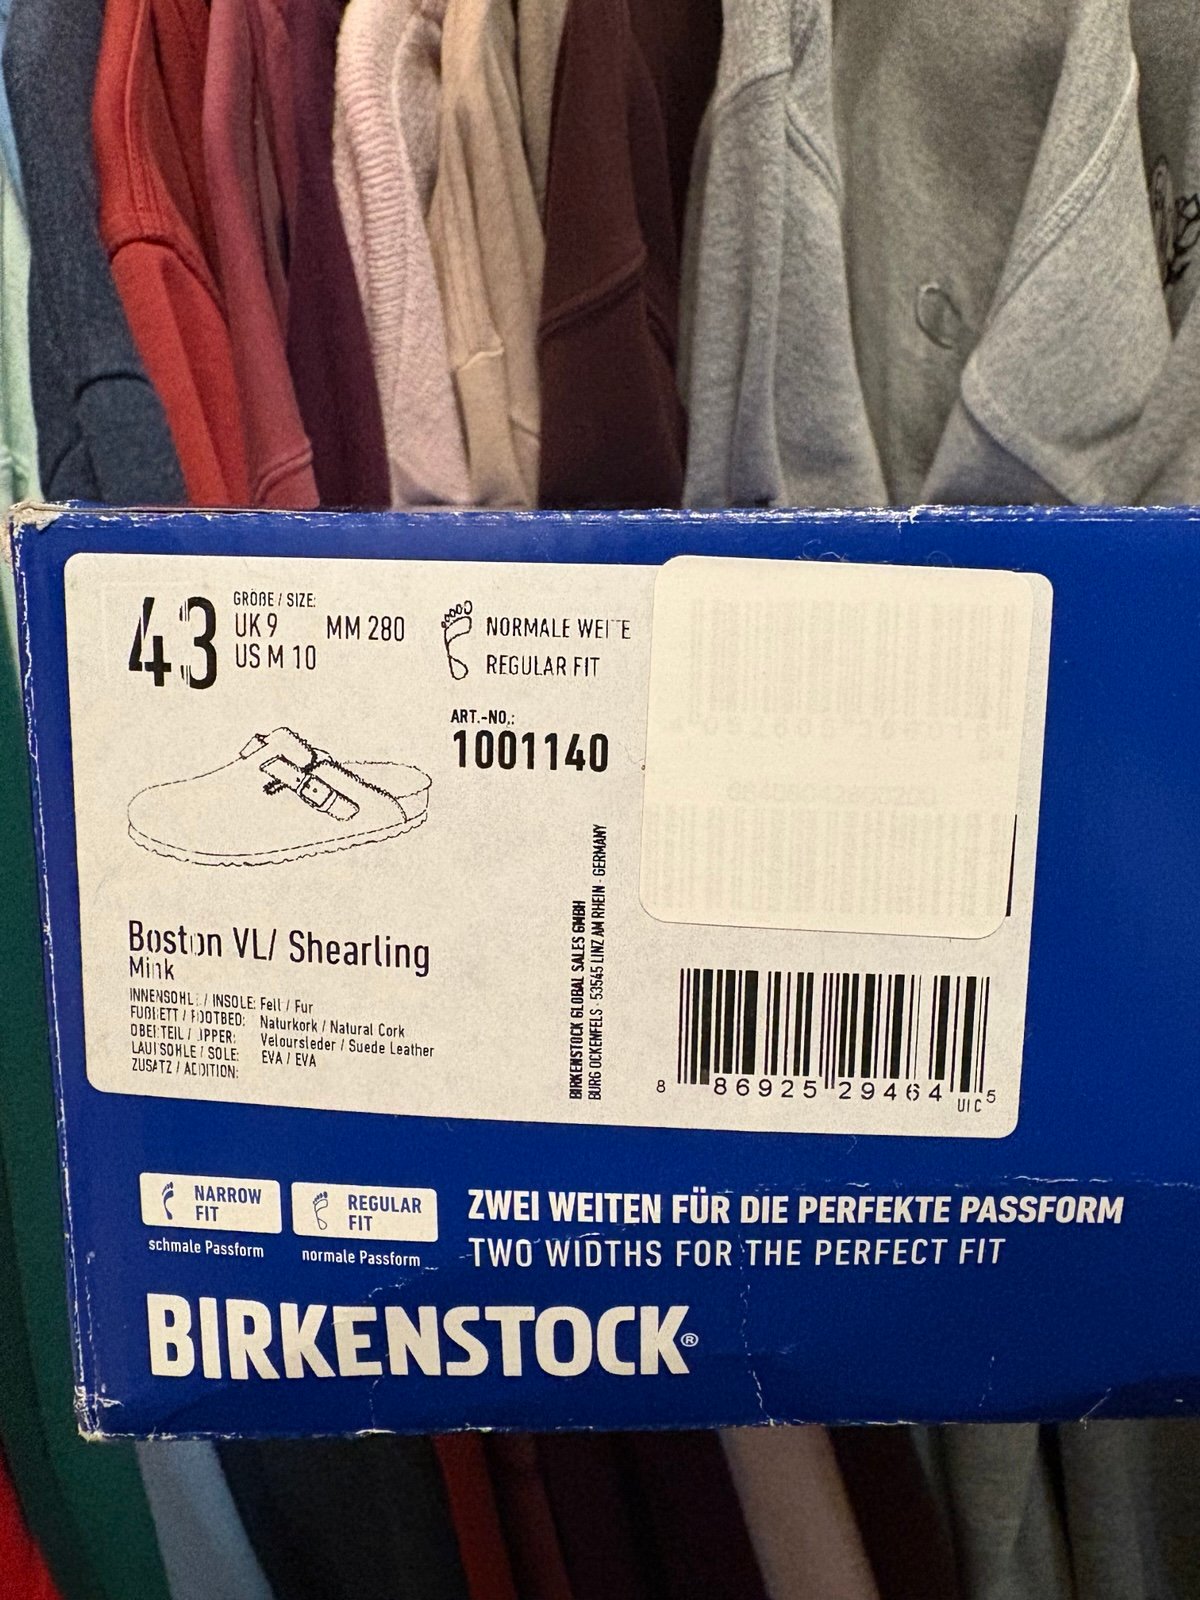 43
GRÖßE / SIZE:
UK 9 MM 280
US M 10
NORMALE WEITE
REGULAR FIT
ART.-NO.:
1001140
Boston VL/ Shearling
Mink
INNENSOHLE / INSOLE: Fell / Fur
FUßBETT / FOOTBED: Naturkork / Natural Cork
OBERTEIL / UPPER: Veloursleder / Suede Leather
LAUFSOHLE / SOLE: EVA / EVA
ZUSATZ / ADDITION:
BIRKENSTOCK GLOBAL SALES GMBH
BURG OCKENFELS · 53545 LINZ AM RHEIN · GERMANY
8 86925 29464 5
UI C
NARROW FIT
schmale Passform
REGULAR FIT
normale Passform
ZWEI WEITEN FÜR DIE PERFEKTE PASSFORM
TWO WIDTHS FOR THE PERFECT FIT
BIRKENSTOCK®